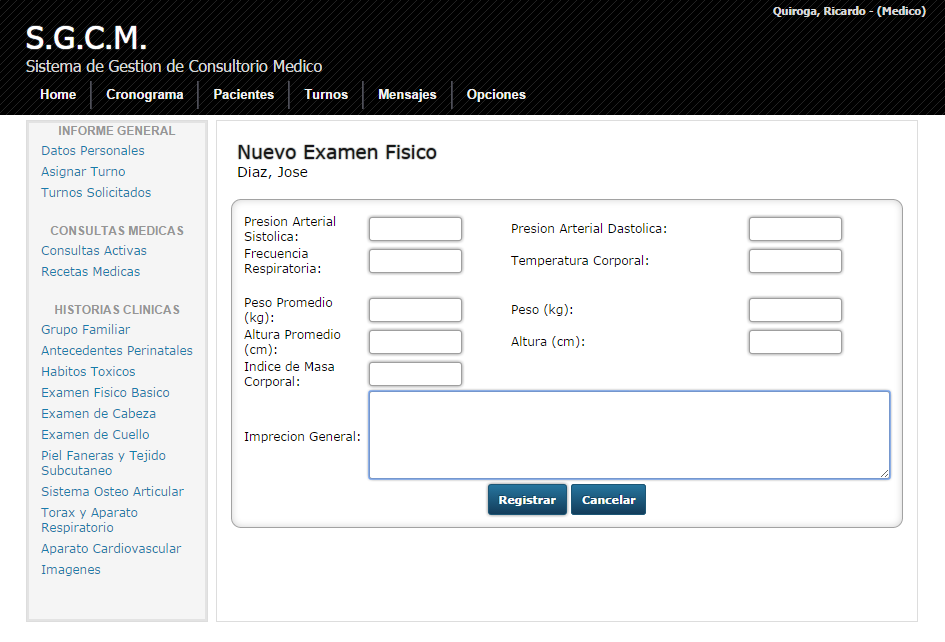 Quiroga, Ricardo - (Medico)
S.G.C.M.
Sistema de Gestion de Consultorio Medico
Home
Cronograma
Pacientes
Turnos
Mensajes
Opciones
INFORME GENERAL
Datos Personales
Asignar Turno
Turnos Solicitados
CONSULTAS MEDICAS
Consultas Activas
Recetas Medicas
HISTORIAS CLINICAS
Grupo Familiar
Antecedentes Perinatales
Habitos Toxicos
Examen Fisico Basico
Examen de Cabeza
Examen de Cuello
Piel Faneras y Tejido
Subcutaneo
Sistema Osteo Articular
Torax y Aparato
Respiratorio
Aparato Cardiovascular
Imagenes
Nuevo Examen Fisico
Diaz, Jose
Presion Arterial
Sistolica:
Presion Arterial Dastolica:
Frecuencia
Respiratoria:
Temperatura Corporal:
Peso Promedio
(kg):
Peso (kg):
Altura Promedio
(cm):
Altura (cm):
Indice de Masa
Corporal:
Imprecion General:
Registrar
Cancelar